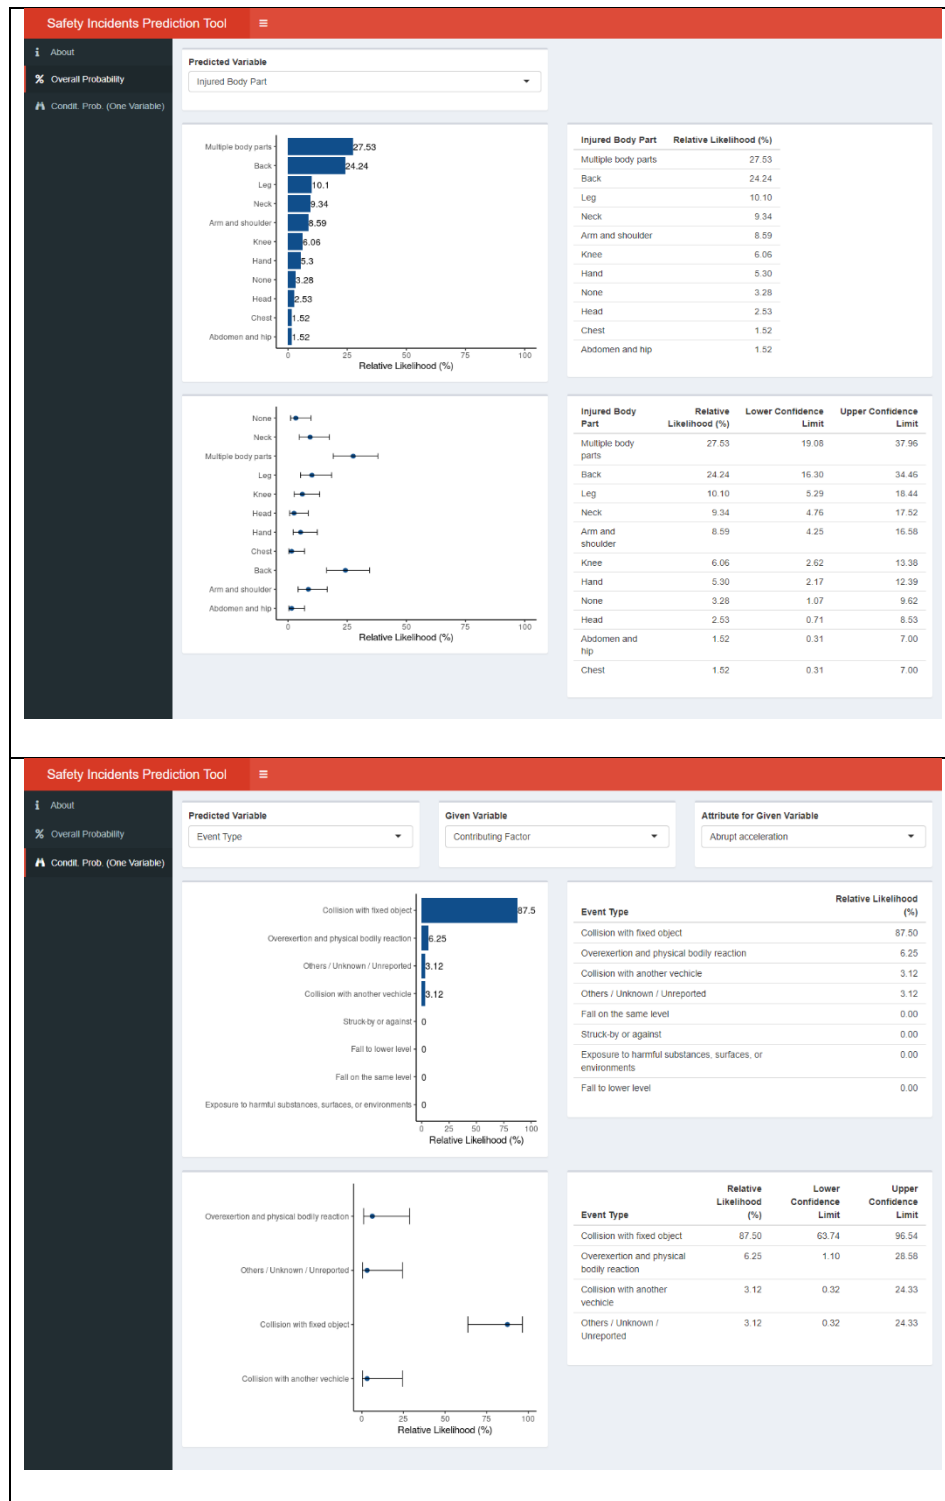 Safety Incidents Prediction Tool
About
Overall Probability
Condit. Prob. (One Variable)
Predicted Variable
Injured Body Part
Multiple body parts 27.53
Back 24.24
Leg 10.1
Neck 9.34
Arm and shoulder 8.59
Knee 6.06
Hand 5.3
None 3.28
Head 2.53
Chest 1.52
Abdomen and hip 1.52
0 25 50 75 100
Relative Likelihood (%)
Injured Body Part Relative Likelihood (%)
Multiple body parts 27.53
Back 24.24
Leg 10.10
Neck 9.34
Arm and shoulder 8.59
Knee 6.06
Hand 5.30
None 3.28
Head 2.53
Chest 1.52
Abdomen and hip 1.52
None
Neck
Multiple body parts
Leg
Knee
Head
Hand
Chest
Back
Arm and shoulder
Abdomen and hip
0 25 50 75 100
Relative Likelihood (%)
Injured Body Relative Lower Confidence Upper Confidence
Part Likelihood (%) Limit Limit
Multiple body 27.53 19.08 37.96
parts
Back 24.24 16.30 34.46
Leg 10.10 5.29 18.44
Neck 9.34 4.76 17.52
Arm and 8.59 4.25 16.58
shoulder
Knee 6.06 2.62 13.38
Hand 5.30 2.17 12.39
None 3.28 1.07 9.62
Head 2.53 0.71 8.53
Abdomen and 1.52 0.31 7.00
hip
Chest 1.52 0.31 7.00
Safety Incidents Prediction Tool
About
Overall Probability
Condit. Prob. (One Variable)
Predicted Variable
Event Type
Given Variable
Contributing Factor
Attribute for Given Variable
Abrupt acceleration
Collision with fixed object 87.5
Overexertion and physical bodily reaction 6.25
Others / Unknown / Unreported 3.12
Collision with another vechicle 3.12
Struck-by or against 0
Fall to lower level 0
Fall on the same level 0
Exposure to harmful substances, surfaces, or environments 0
0 25 50 75 100
Relative Likelihood (%)
Relative Likelihood
Event Type (%)
Collision with fixed object 87.50
Overexertion and physical bodily reaction 6.25
Collision with another vechicle 3.12
Others / Unknown / Unreported 3.12
Fall on the same level 0.00
Struck-by or against 0.00
Exposure to harmful substances, surfaces, or 0.00
environments
Fall to lower level 0.00
Overexertion and physical bodily reaction
Others / Unknown / Unreported
Collision with fixed object
Collision with another vechicle
0 25 50 75 100
Relative Likelihood (%)
Relative Lower Upper
Likelihood Confidence Confidence
Event Type (%) Limit Limit
Collision with fixed object 87.50 63.74 96.54
Overexertion and physical 6.25 1.10 28.58
bodily reaction
Collision with another 3.12 0.32 24.33
vechicle
Others / Unknown / 3.12 0.32 24.33
Unreported